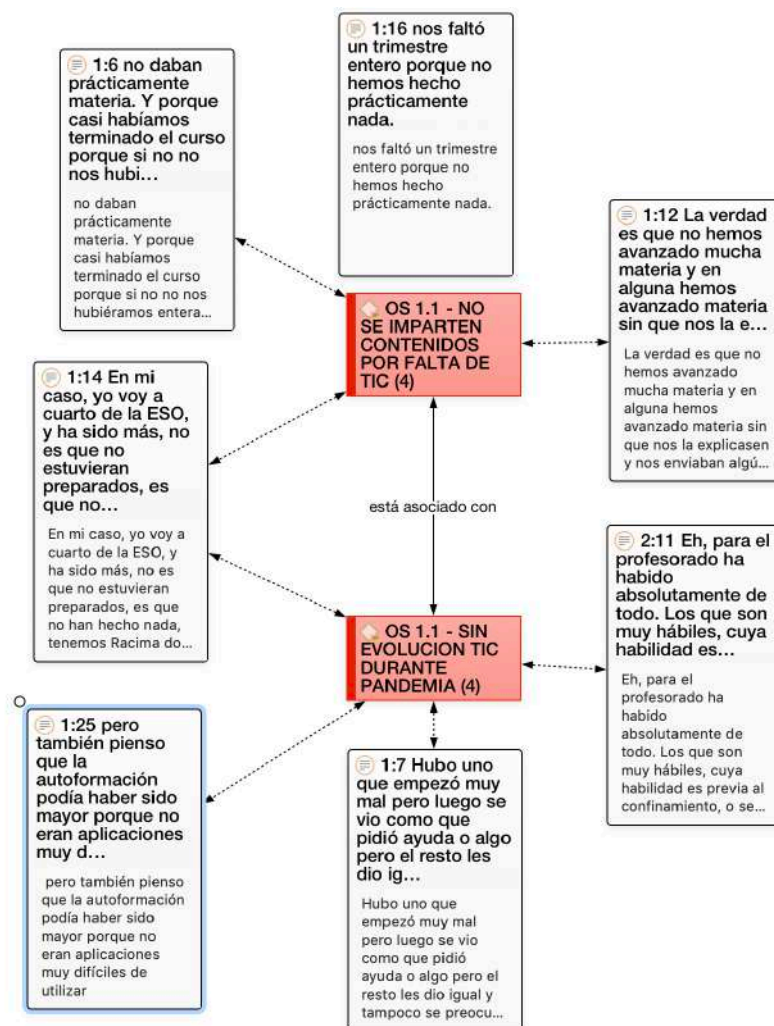 1:6 no daban
prácticamente
materia. Y porque
casi habíamos
terminado el curso
porque si no no
nos hubi...
no daban
prácticamente
materia. Y porque
casi habíamos
terminado el curso
porque si no no nos
hubiéramos entera...
1:16 nos faltó
un trimestre
entero porque no
hemos hecho
prácticamente
nada.
nos faltó un trimestre
entero porque no
hemos hecho
prácticamente nada.
1:12 La verdad
es que no hemos
avanzado mucha
materia y en
alguna hemos
avanzado materia
sin que nos la e...
La verdad es que no
hemos avanzado
mucha materia y en
alguna hemos
avanzado materia sin
que nos la explicasen
y nos enviaban algú...
OS 1.1 - NO
SE IMPARTEN
CONTENIDOS
POR FALTA DE
TIC (4)
1:14 En mi
caso, yo voy a
cuarto de la ESO,
y ha sido más, no
es que no
estuvieran
preparados, es
que no...
En mi caso, yo voy a
cuarto de la ESO, y
ha sido más, no es
que no estuvieran
preparados, es que
no han hecho nada,
tenemos Racima do...
está asociado con
2:11 Eh, para el
profesorado ha
habido
absolutamente de
todo. Los que son
muy hábiles, cuya
habilidad es...
Eh, para el
profesorado ha
habido
absolutamente de
todo. Los que son
muy hábiles, cuya
habilidad es previa al
confinamiento, o se...
OS 1.1 - SIN
EVOLUCION TIC
DURANTE
PANDEMIA (4)
1:25 pero
también pienso
que la
autoformación
podía haber sido
mayor porque no
eran aplicaciones
muy d...
pero también pienso
que la autoformación
podía haber sido
mayor porque no
eran aplicaciones
muy difíciles de
utilizar
1:7 Hubo uno
que empezó muy
mal pero luego se
vio como que
pidió ayuda o algo
pero el resto les
dio ig...
Hubo uno que
empezó muy mal
pero luego se vio
como que pidió
ayuda o algo pero el
resto les dio igual y
tampoco se preocu...